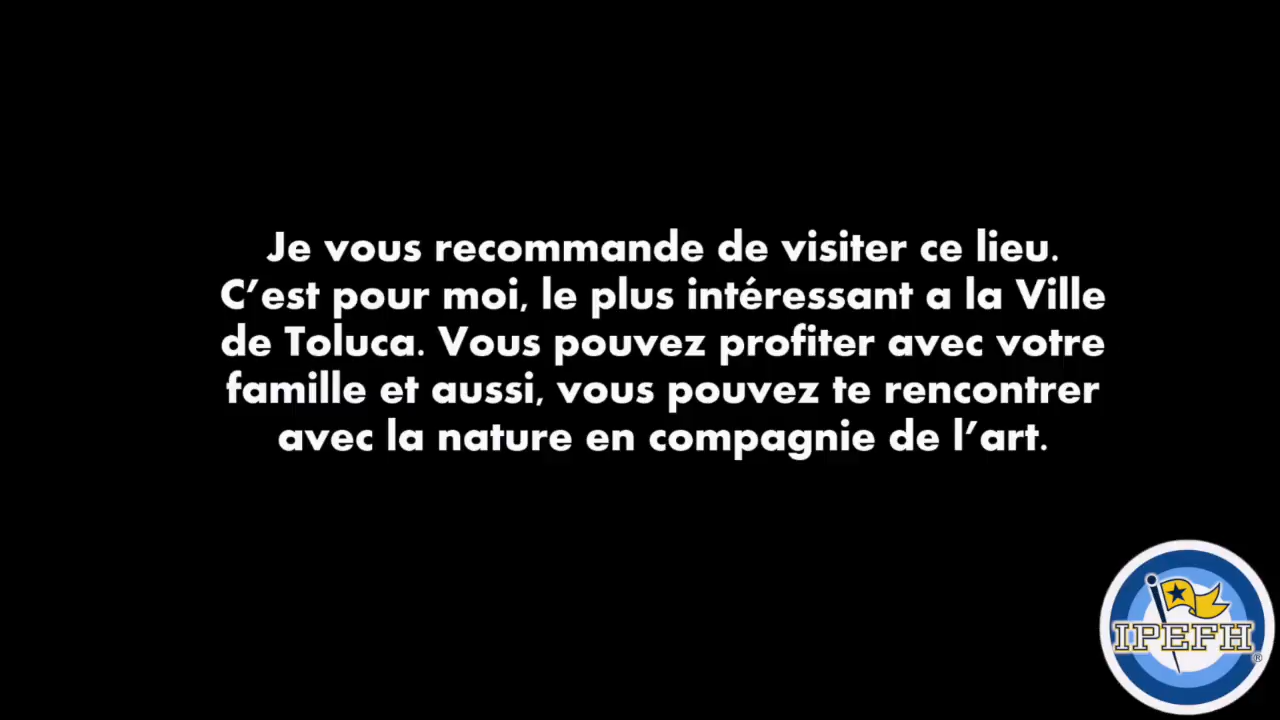 Je vous recommande de visiter ce lieu.
C’est pour moi, le plus intéressant a la Ville
de Toluca. Vous pouvez profiter avec votre
famille et aussi, vous pouvez te rencontrer
avec la nature en compagnie de l’art.
IPEFH®